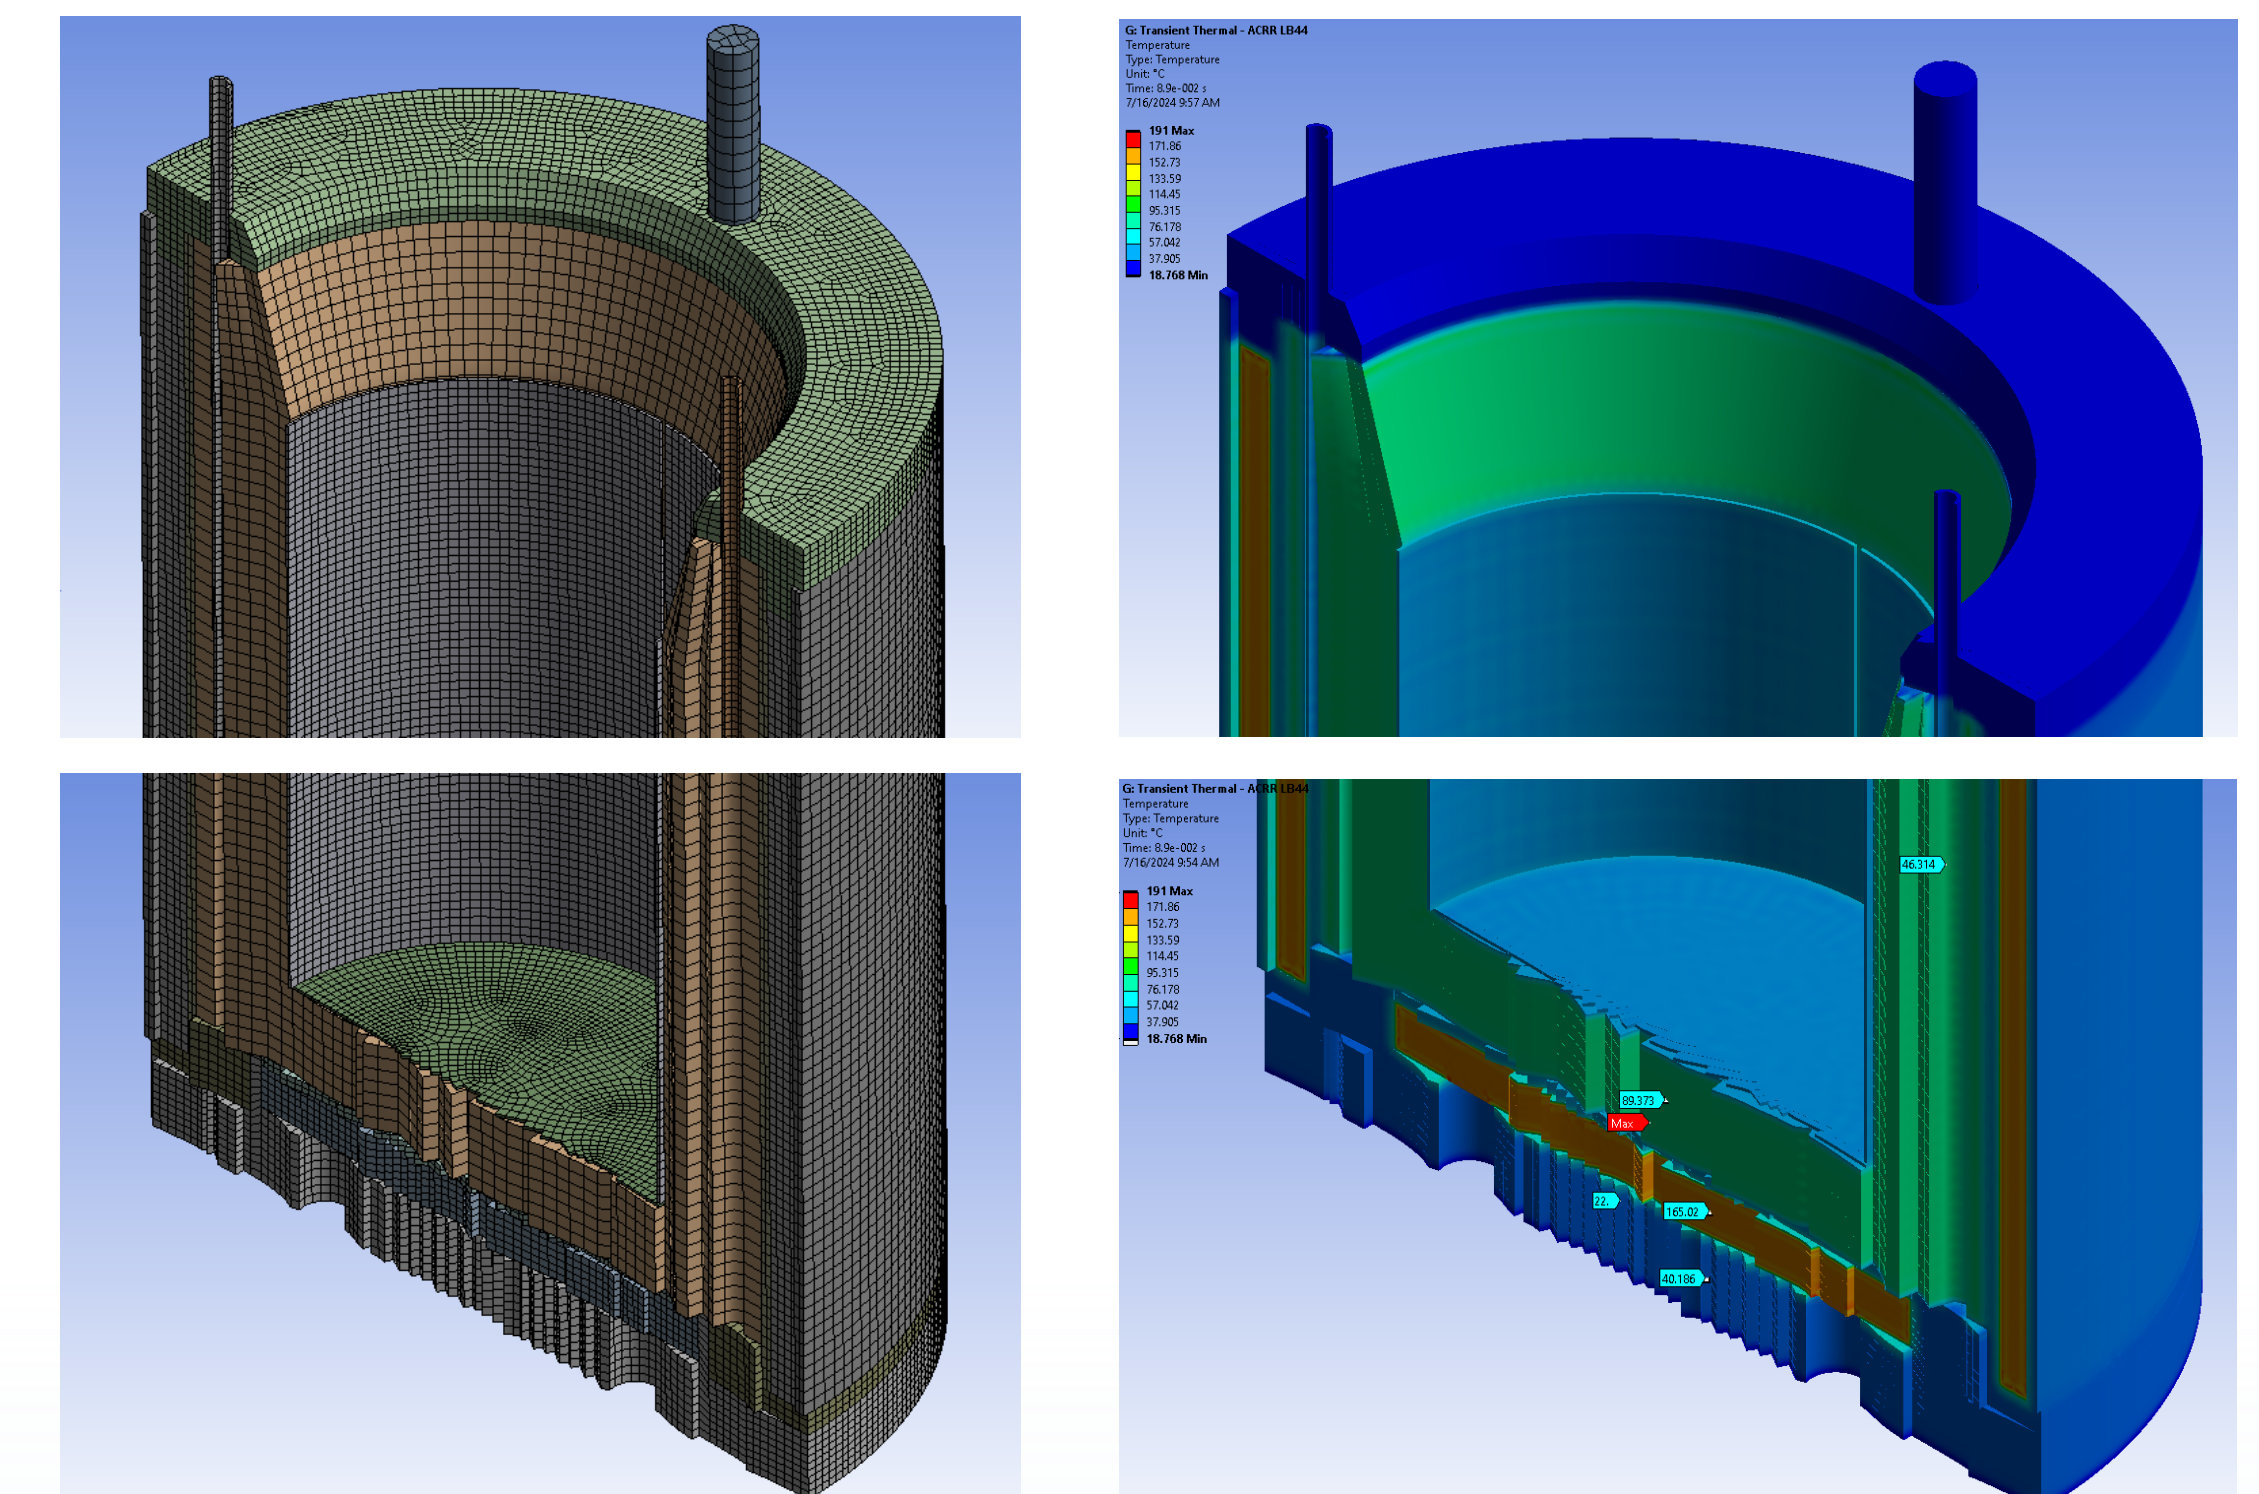 G: Transient Thermal - ACRR LB44
Temperature
Type: Temperature
Unit: °C
Time: 8.9e-002 s
7/16/2024 9:57 AM
191 Max
171.86
152.73
133.59
114.45
95.315
76.178
57.042
37.905
18.768 Min
G: Transient Thermal - ACRR LB44
Temperature
Type: Temperature
Unit: °C
Time: 8.9e-002 s
7/16/2024 9:54 AM
191 Max
171.86
152.73
133.59
114.45
95.315
76.178
57.042
37.905
18.768 Min
46.314
89.373
Max
22.
165.02
40.186